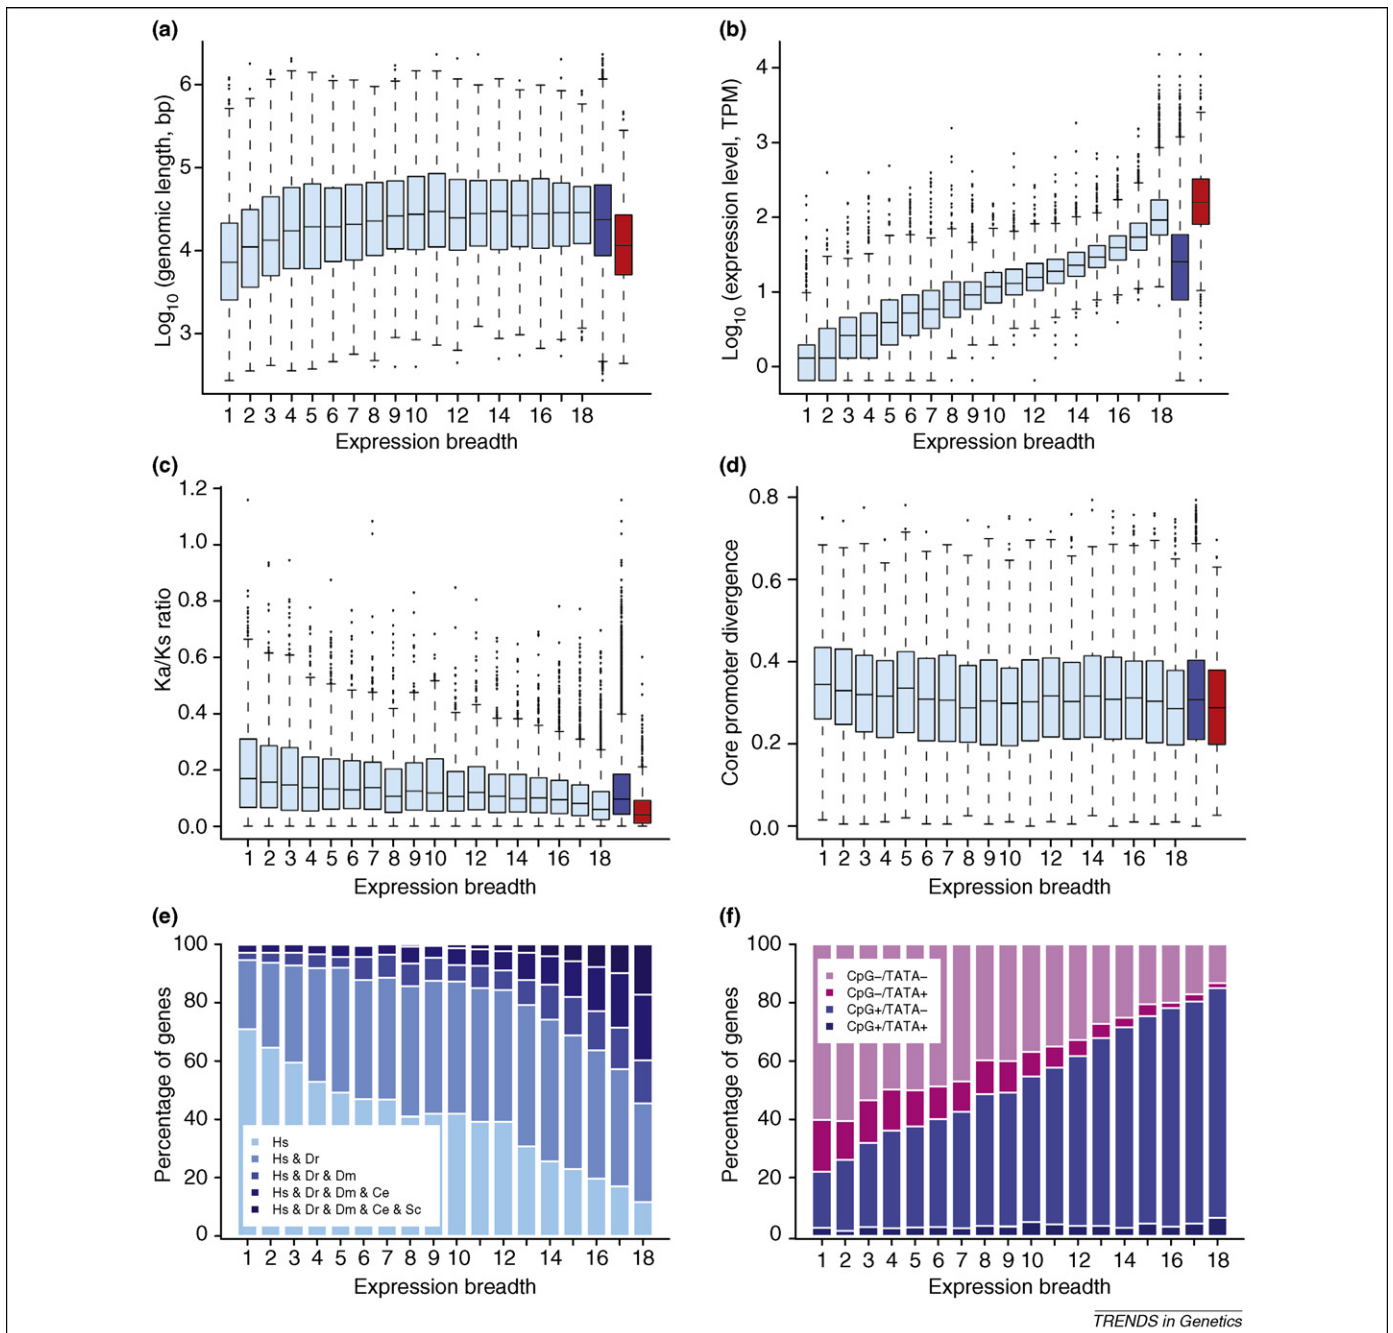 (a)
Log10 (genomic length, bp)
6
5
4
3
1 2 3 4 5 6 7 8 9 10 12 14 16 18
Expression breadth
(b)
Log10 (expression level, TPM)
4
3
2
1
0
1 2 3 4 5 6 7 8 9 10 12 14 16 18
Expression breadth
(c)
Ka/Ks ratio
1.2
1.0
0.8
0.6
0.4
0.2
0.0
1 2 3 4 5 6 7 8 9 10 12 14 16 18
Expression breadth
(d)
Core promoter divergence
0.8
0.6
0.4
0.2
0.0
1 2 3 4 5 6 7 8 9 10 12 14 16 18
Expression breadth
(e)
Percentage of genes
100
80
60
40
20
0
Hs
Hs & Dr
Hs & Dr & Dm
Hs & Dr & Dm & Ce
Hs & Dr & Dm & Ce & Sc
1 2 3 4 5 6 7 8 9 10 12 14 16 18
Expression breadth
(f)
Percentage of genes
100
80
60
40
20
0
CpG–/TATA–
CpG–/TATA+
CpG+/TATA–
CpG+/TATA+
1 2 3 4 5 6 7 8 9 10 12 14 16 18
Expression breadth
TRENDS in Genetics